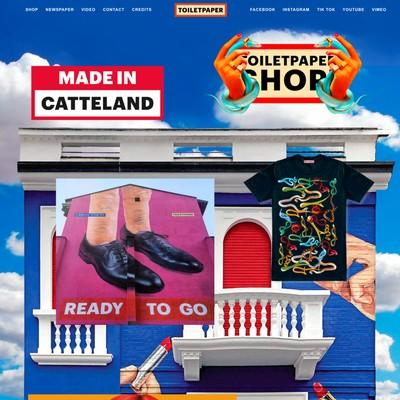 SHOP NEWSPAPER VIDEO CONTACT CREDITS TOILETPAPER FACEBOOK INSTAGRAM TIK TOK YOUTUBE VIMEO
MADE IN
CATTELAND
TOILETPAPER
SHOP
READY TO GO